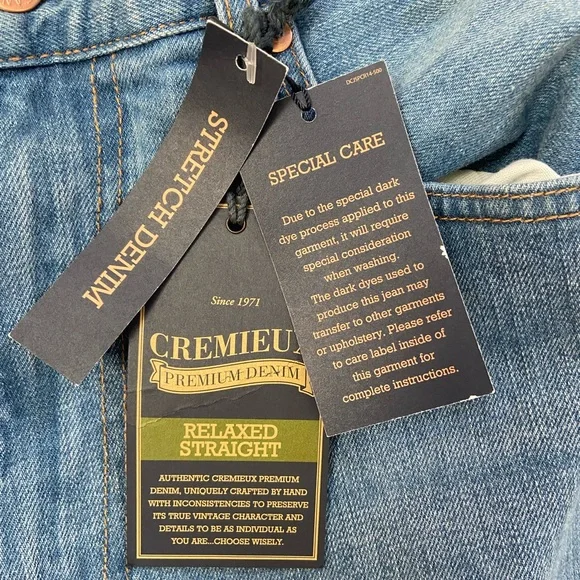 STRETCH DENIM
DCJSPCR14-500
SPECIAL CARE
Due to the special dark
dye process applied to this
garment, it will require
special consideration
when washing.
The dark dyes used to
produce this jean may
transfer to other garments
or upholstery. Please refer
to care label inside of
this garment for
complete instructions.
Since 1971
CREMIEUX
PREMIUM DENIM
RELAXED
STRAIGHT
AUTHENTIC CREMIEUX PREMIUM
DENIM, UNIQUELY CRAFTED BY HAND
WITH INCONSISTENCIES TO PRESERVE
ITS TRUE VINTAGE CHARACTER AND
DETAILS TO BE AS INDIVIDUAL AS
YOU ARE...CHOOSE WISELY.